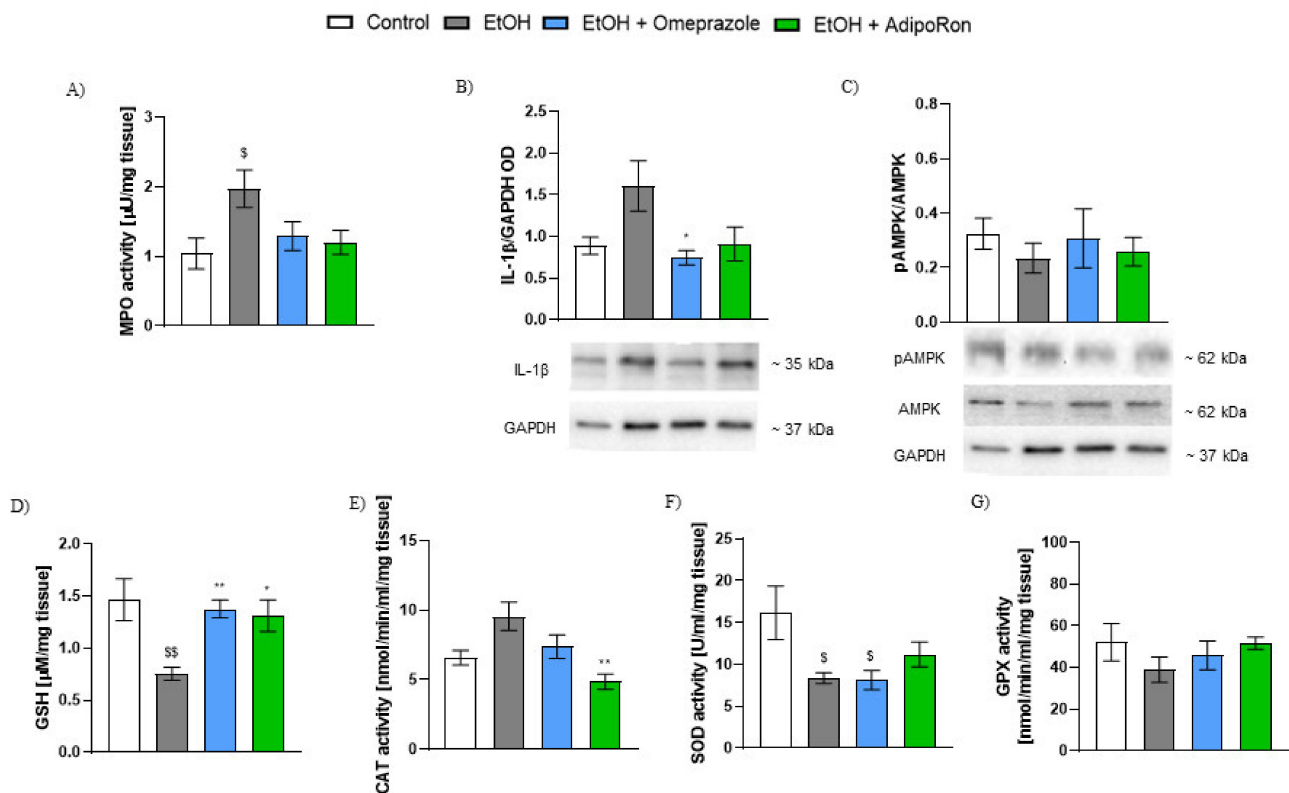 Control EtOH EtOH + Omeprazole EtOH + AdipoRon
A)
MPO activity [µU/mg tissue]
3
2
1
0
$
B)
IL-1β/GAPDH OD
2.5
2.0
1.5
1.0
0.5
0.0
*
IL-1β ~ 35 kDa
GAPDH ~ 37 kDa
C)
pAMPK/AMPK
0.8
0.6
0.4
0.2
0.0
pAMPK ~ 62 kDa
AMPK ~ 62 kDa
GAPDH ~ 37 kDa
D)
GSH [µM/mg tissue]
2.0
1.5
1.0
0.5
0.0
$$
**
*
E)
CAT activity [nmol/min/ml/mg tissue]
15
10
5
0
**
F)
SOD activity [U/ml/mg tissue]
25
20
15
10
5
0
$
$
G)
GPX activity
[nmol/min/ml/mg tissue]
100
80
60
40
20
0